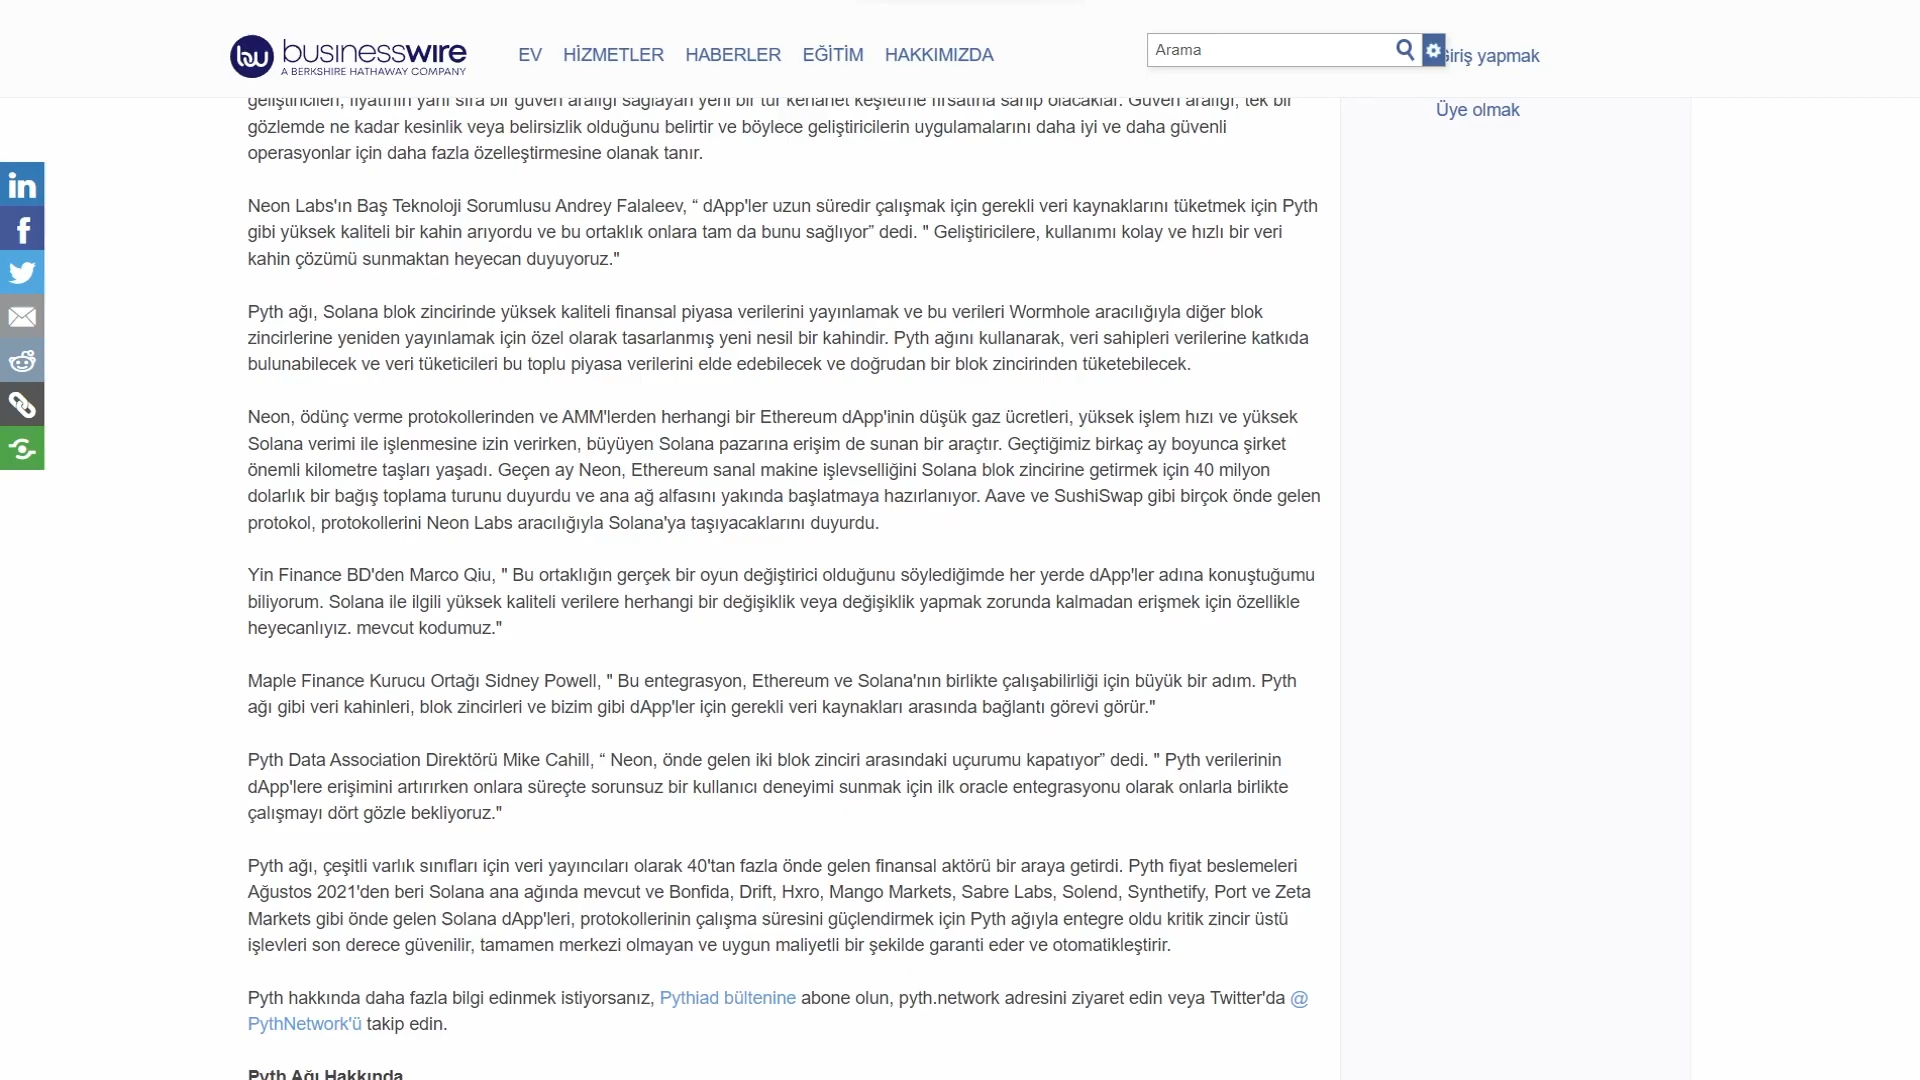 businesswire
A BERKSHIRE HATHAWAY COMPANY
EV HİZMETLER HABERLER EĞİTİM HAKKIMIZDA
Arama
Giriş yapmak
Üye olmak
geliştiricileri, fiyatının yanı sıra bir güven aralığı sağlayan yeni bir tür kehanet keşfetme fırsatına sahip olacaklar. Güven aralığı, tek bir
gözlemde ne kadar kesinlik veya belirsizlik olduğunu belirtir ve böylece geliştiricilerin uygulamalarını daha iyi ve daha güvenli
operasyonlar için daha fazla özelleştirmesine olanak tanır.
Neon Labs'ın Baş Teknoloji Sorumlusu Andrey Falaleev, “ dApp'ler uzun süredir çalışmak için gerekli veri kaynaklarını tüketmek için Pyth
gibi yüksek kaliteli bir kahin arıyordu ve bu ortaklık onlara tam da bunu sağlıyor” dedi. " Geliştiricilere, kullanımı kolay ve hızlı bir veri
kahin çözümü sunmaktan heyecan duyuyoruz."
Pyth ağı, Solana blok zincirinde yüksek kaliteli finansal piyasa verilerini yayınlamak ve bu verileri Wormhole aracılığıyla diğer blok
zincirlerine yeniden yayınlamak için özel olarak tasarlanmış yeni nesil bir kahindir. Pyth ağını kullanarak, veri sahipleri verilerine katkıda
bulunabilecek ve veri tüketicileri bu toplu piyasa verilerini elde edebilecek ve doğrudan bir blok zincirinden tüketebilecek.
Neon, ödünç verme protokollerinden ve AMM'lerden herhangi bir Ethereum dApp'inin düşük gaz ücretleri, yüksek işlem hızı ve yüksek
Solana verimi ile işlenmesine izin verirken, büyüyen Solana pazarına erişim de sunan bir araçtır. Geçtiğimiz birkaç ay boyunca şirket
önemli kilometre taşları yaşadı. Geçen ay Neon, Ethereum sanal makine işlevselliğini Solana blok zincirine getirmek için 40 milyon
dolarlık bir bağış toplama turunu duyurdu ve ana ağ alfasını yakında başlatmaya hazırlanıyor. Aave ve SushiSwap gibi birçok önde gelen
protokol, protokollerini Neon Labs aracılığıyla Solana'ya taşıyacaklarını duyurdu.
Yin Finance BD'den Marco Qiu, " Bu ortaklığın gerçek bir oyun değiştirici olduğunu söylediğimde her yerde dApp'ler adına konuştuğumu
biliyorum. Solana ile ilgili yüksek kaliteli verilere herhangi bir değişiklik veya değişiklik yapmak zorunda kalmadan erişmek için özellikle
heyecanlıyız. mevcut kodumuz."
Maple Finance Kurucu Ortağı Sidney Powell, " Bu entegrasyon, Ethereum ve Solana'nın birlikte çalışabilirliği için büyük bir adım. Pyth
ağı gibi veri kahinleri, blok zincirleri ve bizim gibi dApp'ler için gerekli veri kaynakları arasında bağlantı görevi görür."
Pyth Data Association Direktörü Mike Cahill, “ Neon, önde gelen iki blok zinciri arasındaki uçurumu kapatıyor” dedi. " Pyth verilerinin
dApp'lere erişimini artırırken onlara süreçte sorunsuz bir kullanıcı deneyimi sunmak için ilk oracle entegrasyonu olarak onlarla birlikte
çalışmayı dört gözle bekliyoruz."
Pyth ağı, çeşitli varlık sınıfları için veri yayıncıları olarak 40'tan fazla önde gelen finansal aktörü bir araya getirdi. Pyth fiyat beslemeleri
Ağustos 2021'den beri Solana ana ağında mevcut ve Bonfida, Drift, Hxro, Mango Markets, Sabre Labs, Solend, Synthetify, Port ve Zeta
Markets gibi önde gelen Solana dApp'leri, protokollerinin çalışma süresini güçlendirmek için Pyth ağıyla entegre oldu kritik zincir üstü
işlevleri son derece güvenilir, tamamen merkezi olmayan ve uygun maliyetli bir şekilde garanti eder ve otomatikleştirir.
Pyth hakkında daha fazla bilgi edinmek istiyorsanız, Pythiad bültenine abone olun, pyth.network adresini ziyaret edin veya Twitter'da @
PythNetwork'ü takip edin.
Pyth Ağı Hakkında